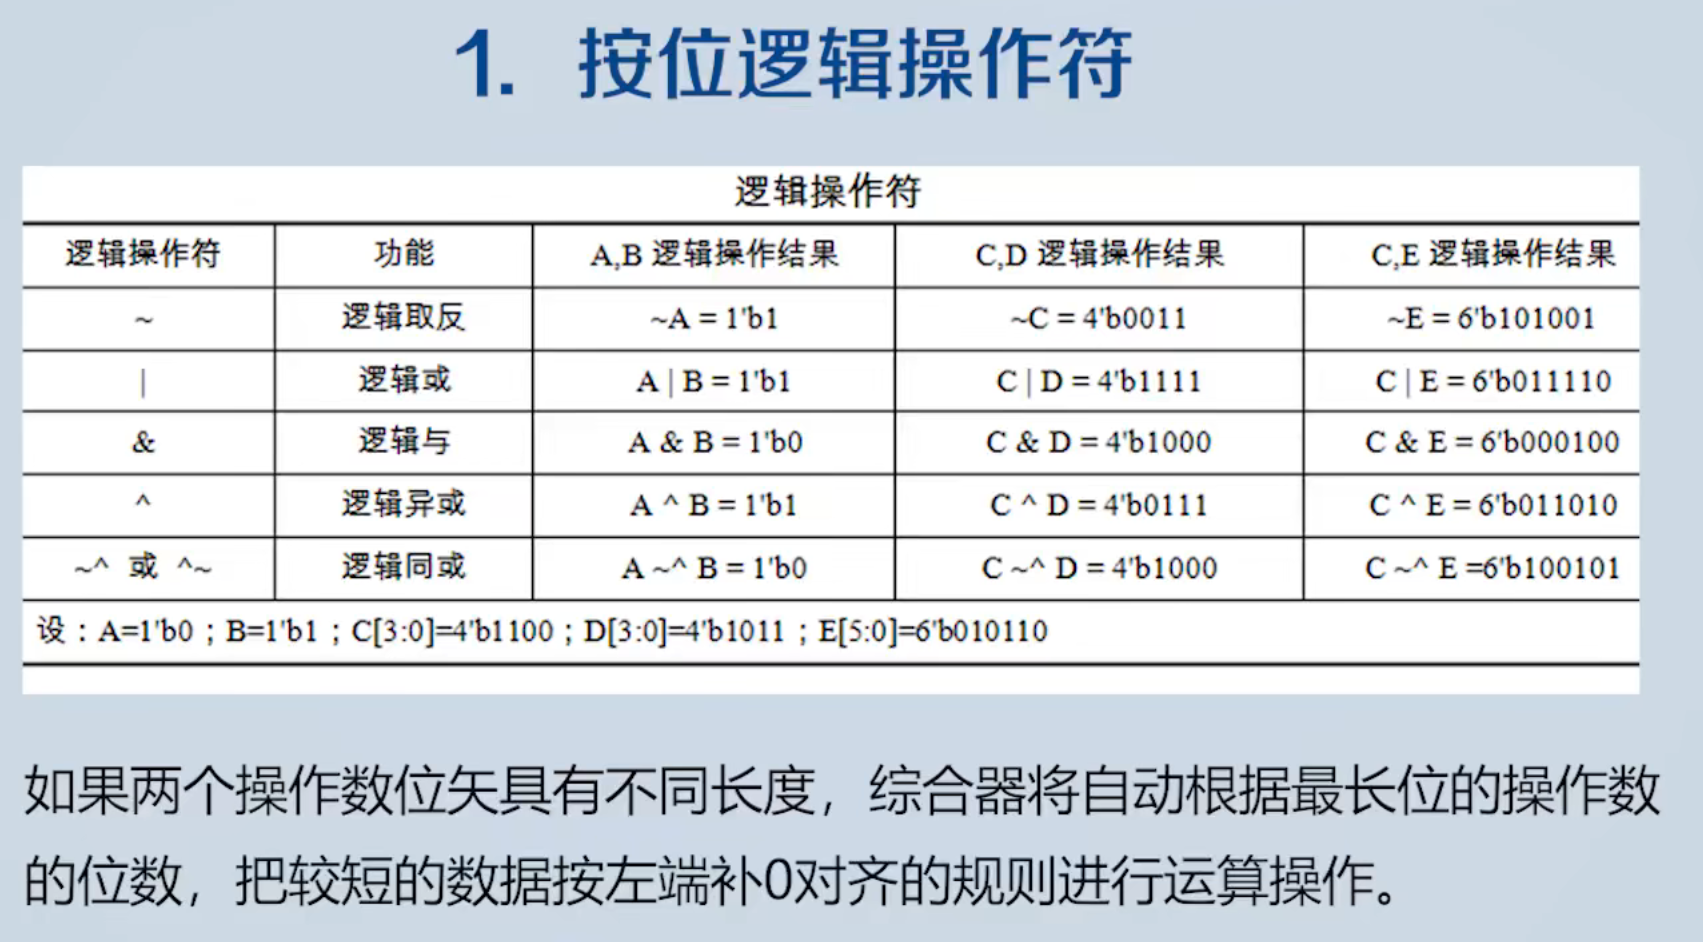 1. 按位逻辑操作符
逻辑操作符
逻辑操作符 功能 A,B 逻辑操作结果 C,D 逻辑操作结果 C,E 逻辑操作结果
~ 逻辑取反 ~A = 1'b1 ~C = 4'b0011 ~E = 6'b101001
| 逻辑或 A | B = 1'b1 C | D = 4'b1111 C | E = 6'b011110
& 逻辑与 A & B = 1'b0 C & D = 4'b1000 C & E = 6'b000100
^ 逻辑异或 A ^ B = 1'b1 C ^ D = 4'b0111 C ^ E = 6'b011010
~^ 或 ^~ 逻辑同或 A ~^ B = 1'b0 C ~^ D = 4'b1000 C ~^ E =6'b100101
设：A=1'b0；B=1'b1；C[3:0]=4'b1100；D[3:0]=4'b1011；E[5:0]=6'b010110
如果两个操作数位矢具有不同长度，综合器将自动根据最长位的操作数
的位数，把较短的数据按左端补0对齐的规则进行运算操作。